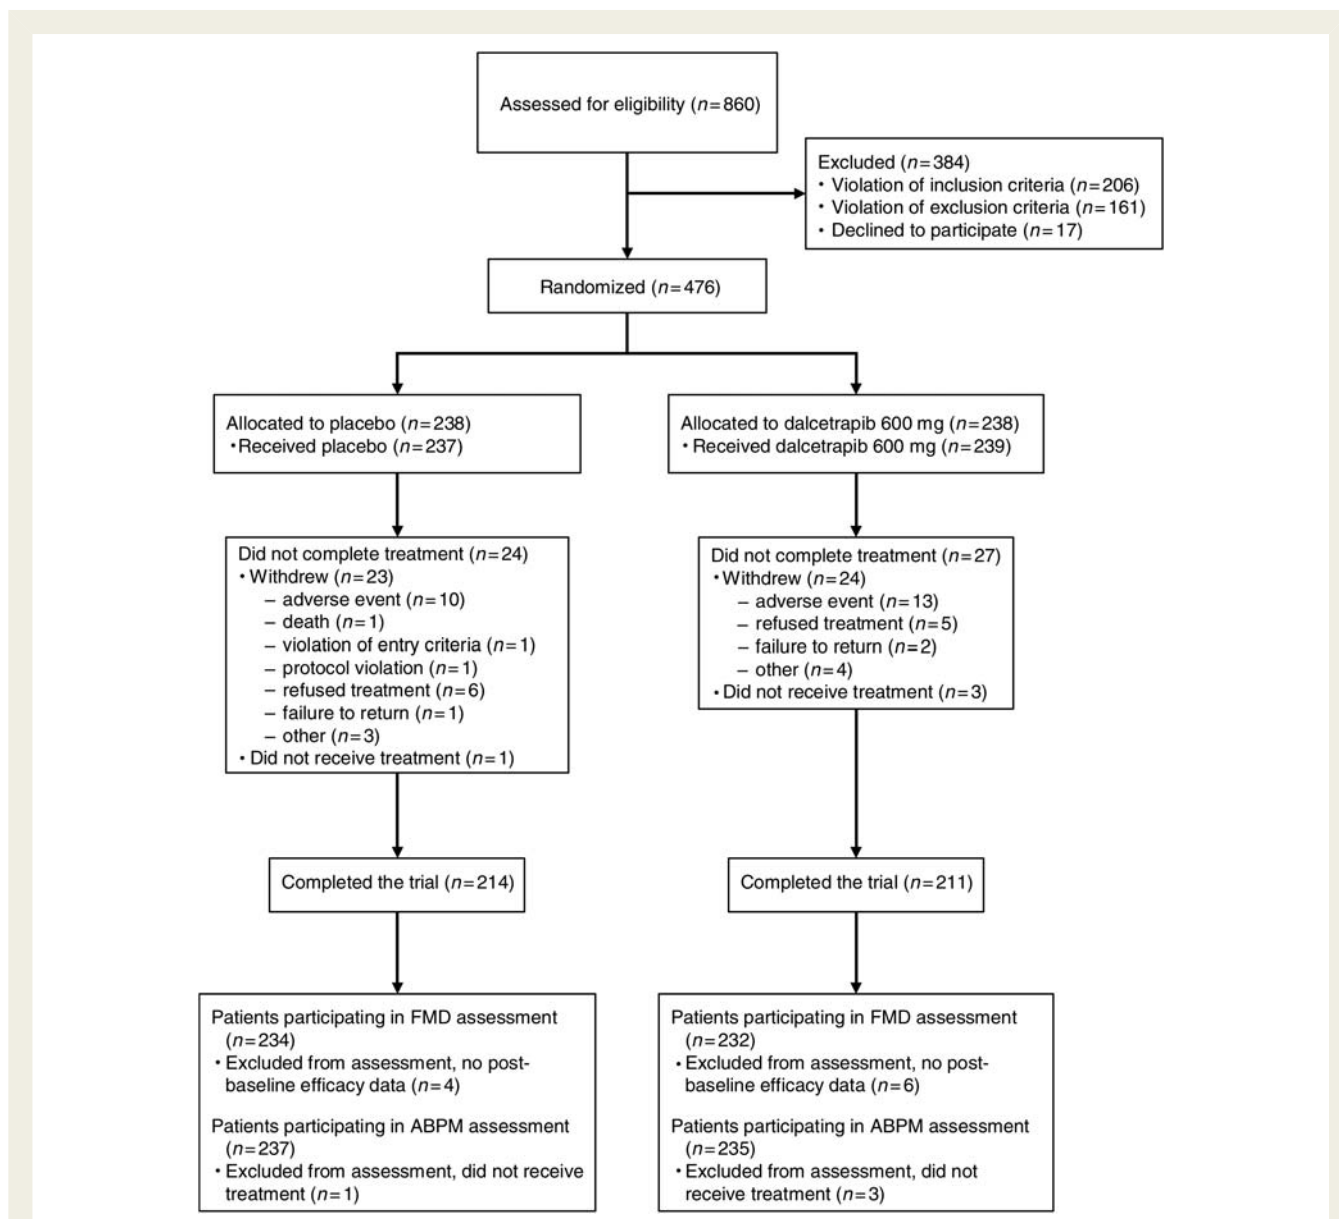 Assessed for eligibility (n=860)
Excluded (n=384)
• Violation of inclusion criteria (n=206)
• Violation of exclusion criteria (n=161)
• Declined to participate (n=17)
Randomized (n=476)
Allocated to placebo (n=238)
• Received placebo (n=237)
Allocated to dalcetrapib 600 mg (n=238)
• Received dalcetrapib 600 mg (n=239)
Did not complete treatment (n=24)
• Withdrew (n=23)
– adverse event (n=10)
– death (n=1)
– violation of entry criteria (n=1)
– protocol violation (n=1)
– refused treatment (n=6)
– failure to return (n=1)
– other (n=3)
• Did not receive treatment (n=1)
Did not complete treatment (n=27)
• Withdrew (n=24)
– adverse event (n=13)
– refused treatment (n=5)
– failure to return (n=2)
– other (n=4)
• Did not receive treatment (n=3)
Completed the trial (n=214)
Completed the trial (n=211)
Patients participating in FMD assessment
(n=234)
• Excluded from assessment, no post-
baseline efficacy data (n=4)
Patients participating in ABPM assessment
(n=237)
• Excluded from assessment, did not receive
treatment (n=1)
Patients participating in FMD assessment
(n=232)
• Excluded from assessment, no post-
baseline efficacy data (n=6)
Patients participating in ABPM assessment
(n=235)
• Excluded from assessment, did not
receive treatment (n=3)